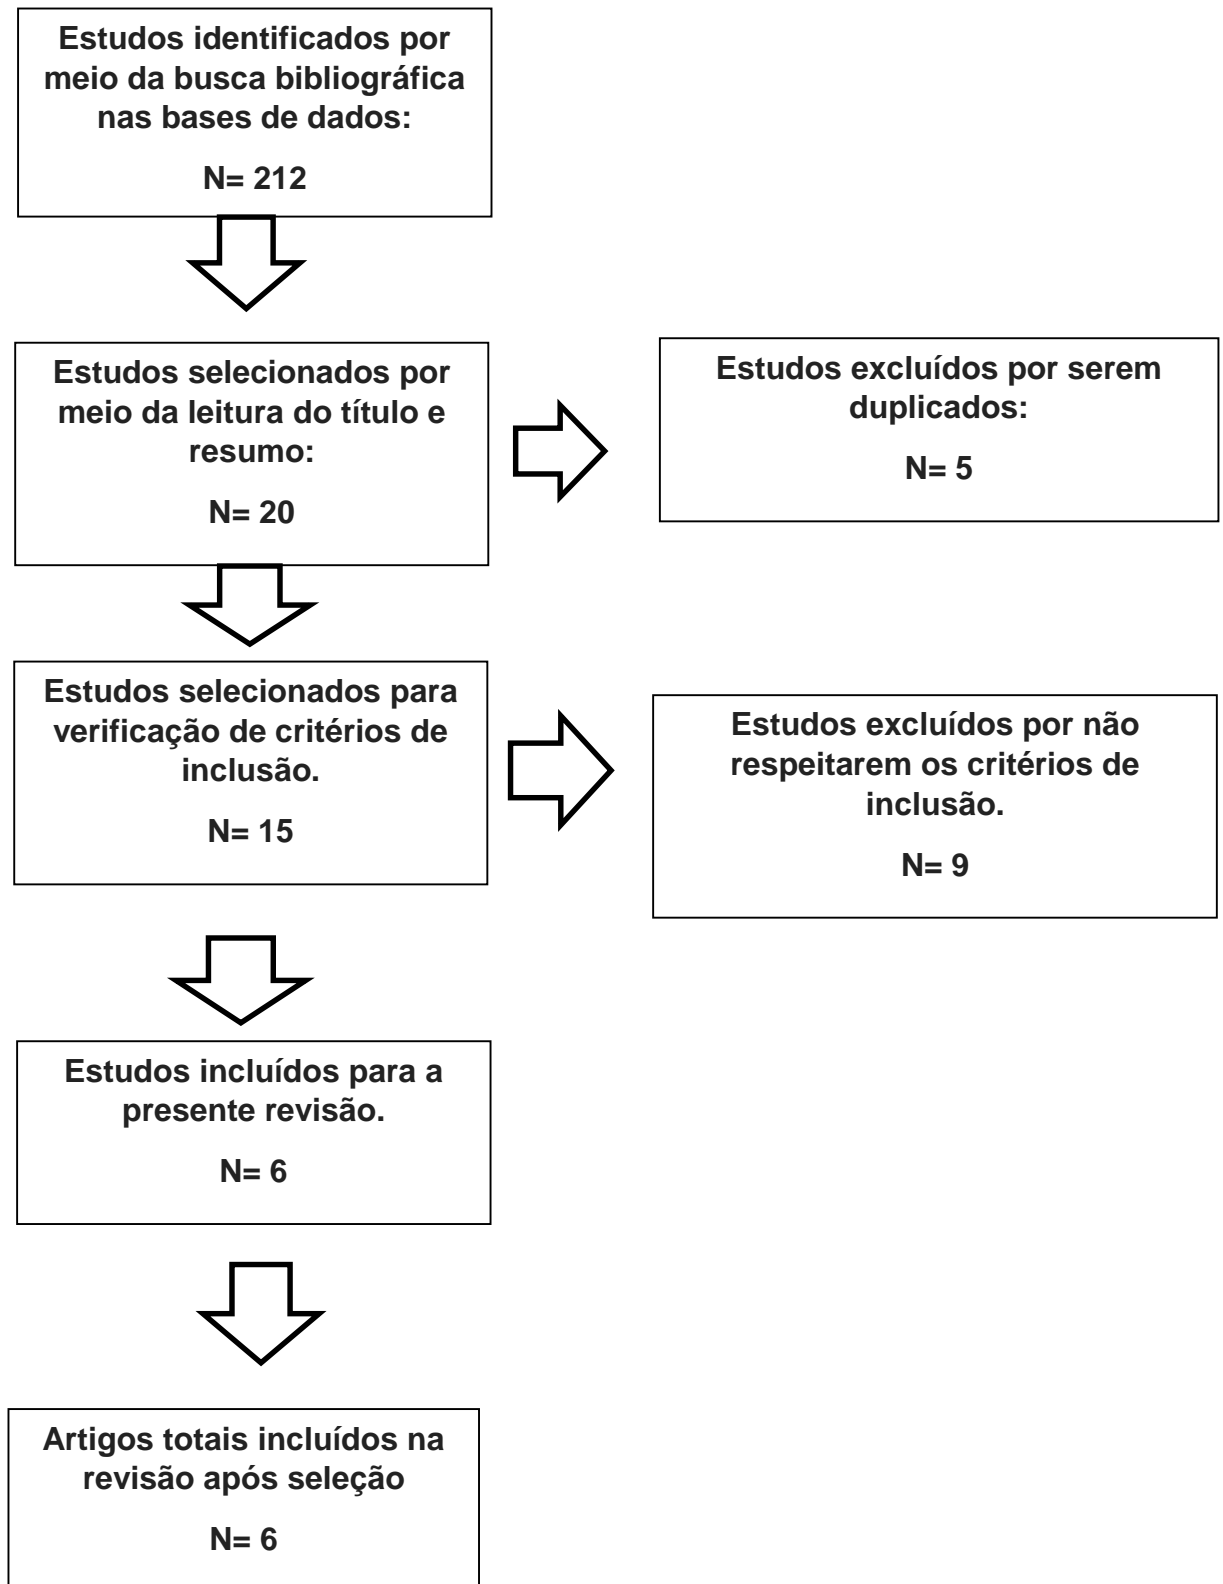 Estudos identificados por
meio da busca bibliográfica
nas bases de dados:
N= 212
Estudos selecionados por
meio da leitura do título e
resumo:
N= 20
Estudos excluídos por serem
duplicados:
N= 5
Estudos selecionados para
verificação de critérios de
inclusão.
N= 15
Estudos excluídos por não
respeitarem os critérios de
inclusão.
N= 9
Estudos incluídos para a
presente revisão.
N= 6
Artigos totais incluídos na
revisão após seleção
N= 6